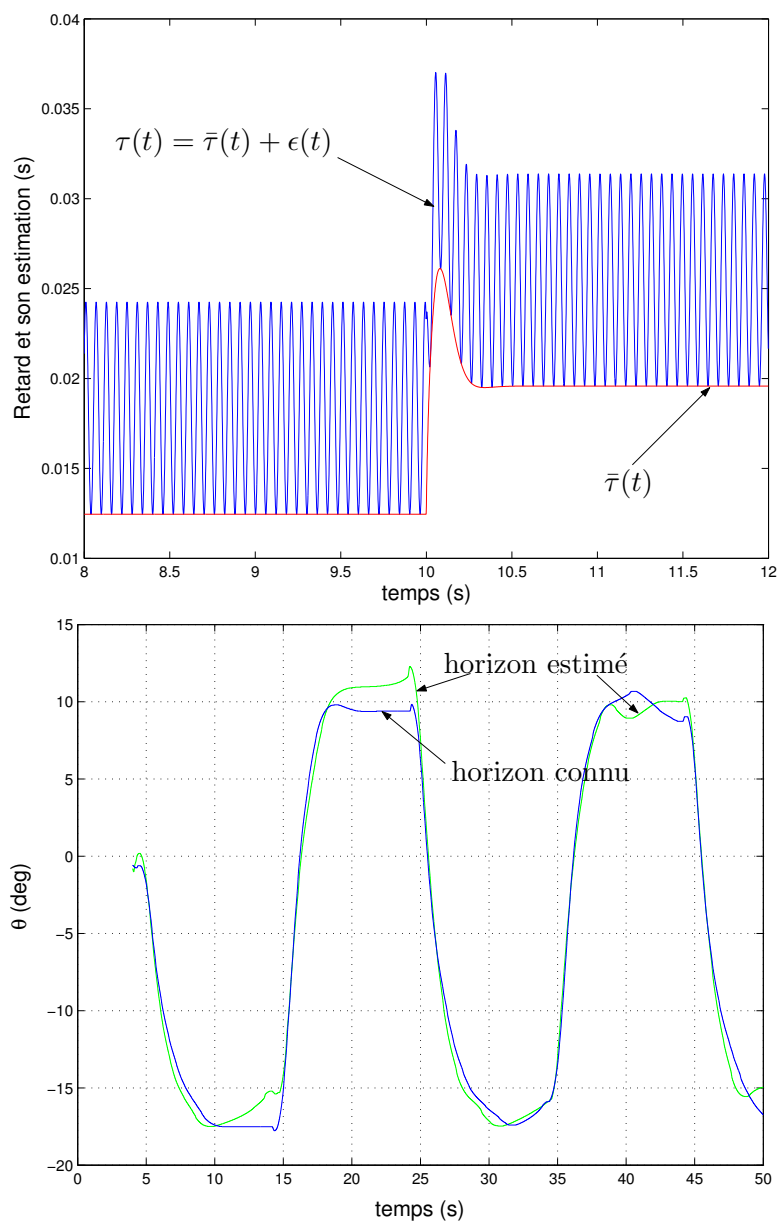 0.04
0.035
0.03
0.025
0.02
0.015
0.01
Retard et son estimation (s)
τ(t) = τ̄(t) + ϵ(t)
τ̄(t)
8 8.5 9 9.5 10 10.5 11 11.5 12
temps (s)
15
10
5
0
−5
−10
−15
−20
θ (deg)
horizon estimé
horizon connu
0 5 10 15 20 25 30 35 40 45 50
temps (s)